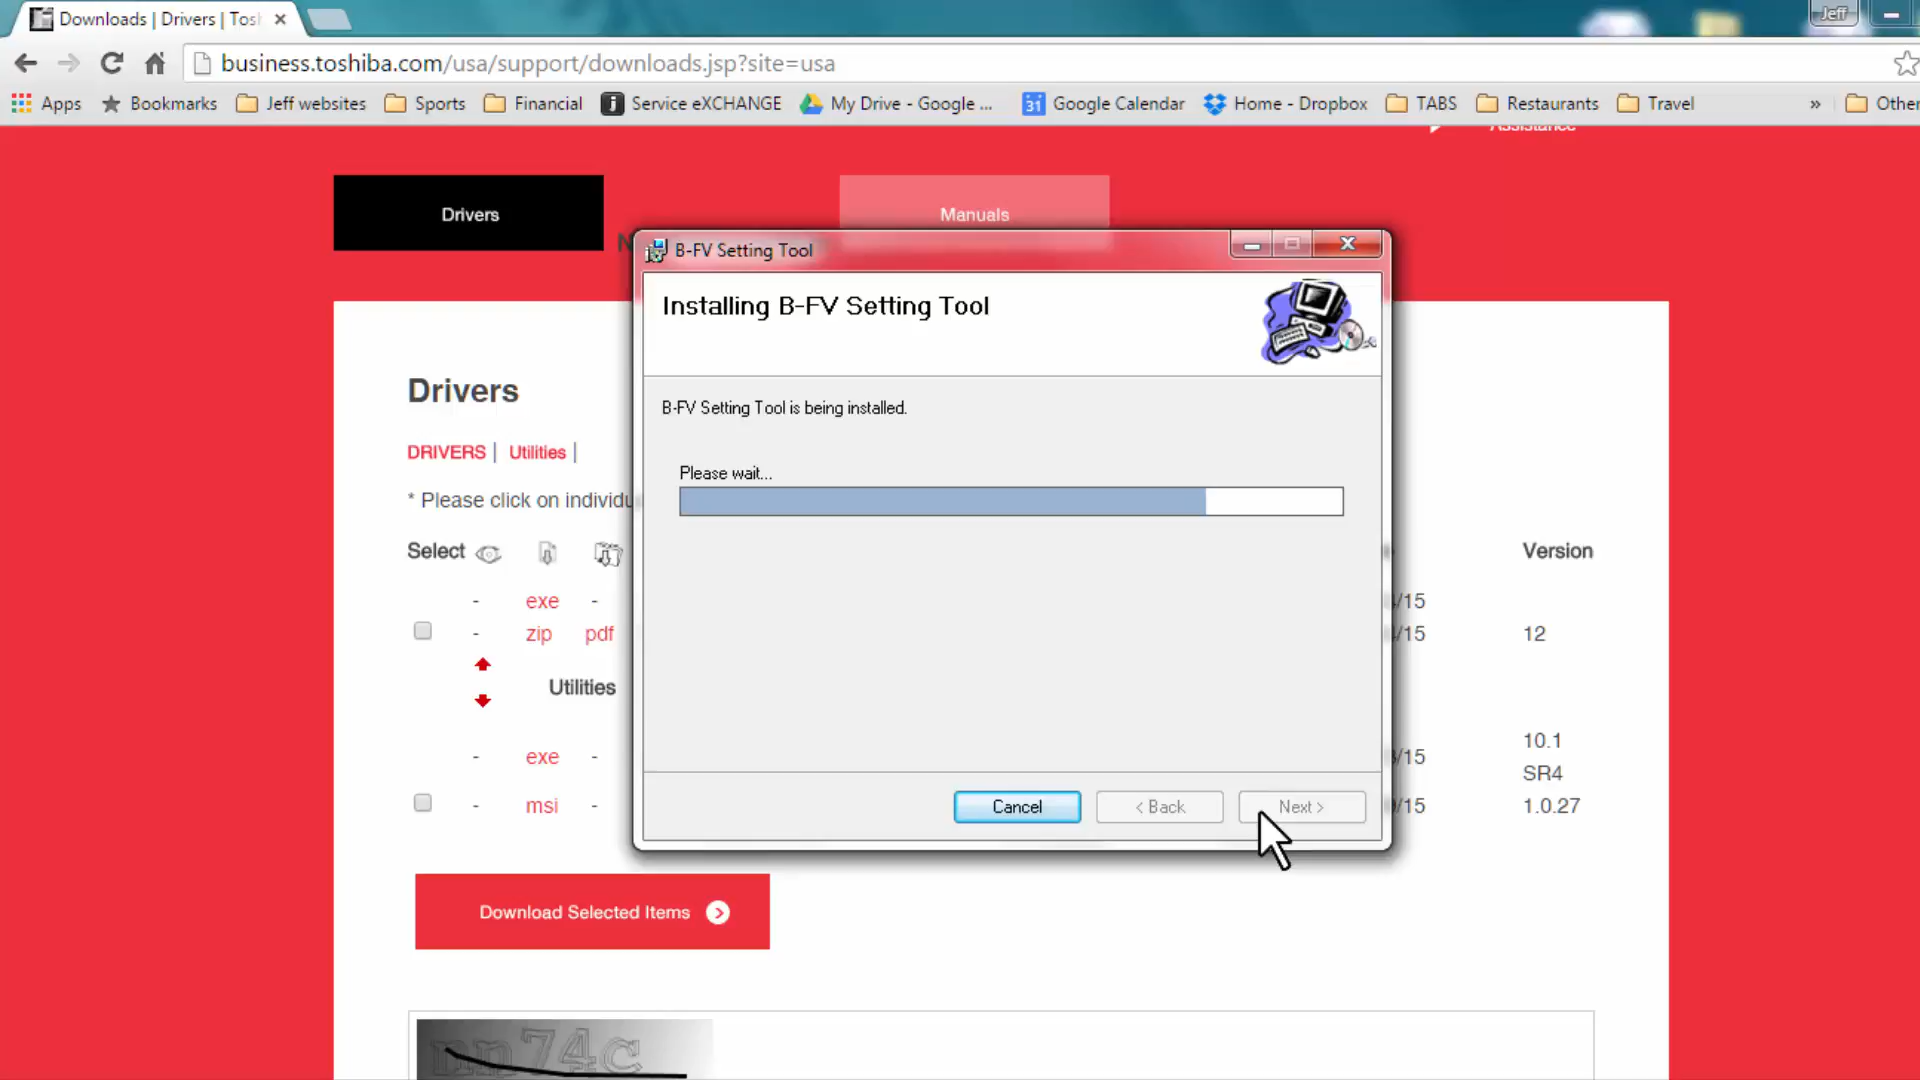 Downloads | Drivers | Tosh
Jeff
business.toshiba.com/usa/support/downloads.jsp?site=usa
Apps Bookmarks Jeff websites Sports Financial Service eXCHANGE My Drive - Google ... 31 Google Calendar Home - Dropbox TABS Restaurants Travel » Other
Assistance
Drivers
Manuals
N
B-FV Setting Tool
Installing B-FV Setting Tool
B-FV Setting Tool is being installed.
Please wait...
Cancel
< Back
Next >
Drivers
DRIVERS | Utilities |
* Please click on individu
Select
Version
- exe - /15
- zip pdf /15 12
Utilities
- exe - /15 10.1 SR4
- msi - /15 1.0.27
Download Selected Items
nn74c